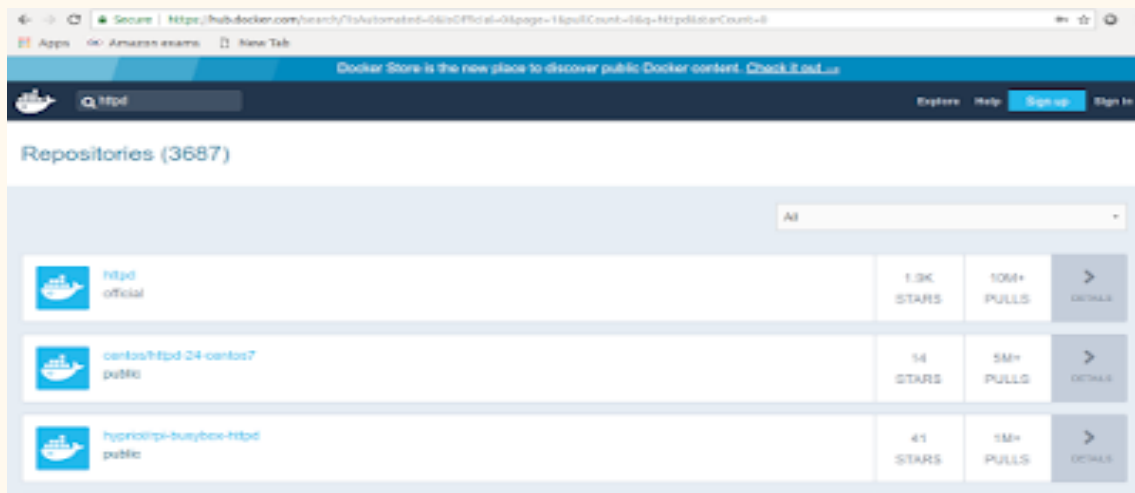 Secure | https://hub.docker.com/search/?isAutomated=0&isOfficial=0&page=1&pullCount=0&q=httpd&starCount=0
Apps Amazon exams New Tab
Docker Store is the new place to discover public Docker content. Check it out →
httpd Explore Help Sign up Sign In
Repositories (3687)
All
httpd
official
1.9K
STARS
10M+
PULLS
DETAILS
centos/httpd-24-centos7
public
14
STARS
5M+
PULLS
DETAILS
hypriot/rpi-busybox-httpd
public
41
STARS
1M+
PULLS
DETAILS